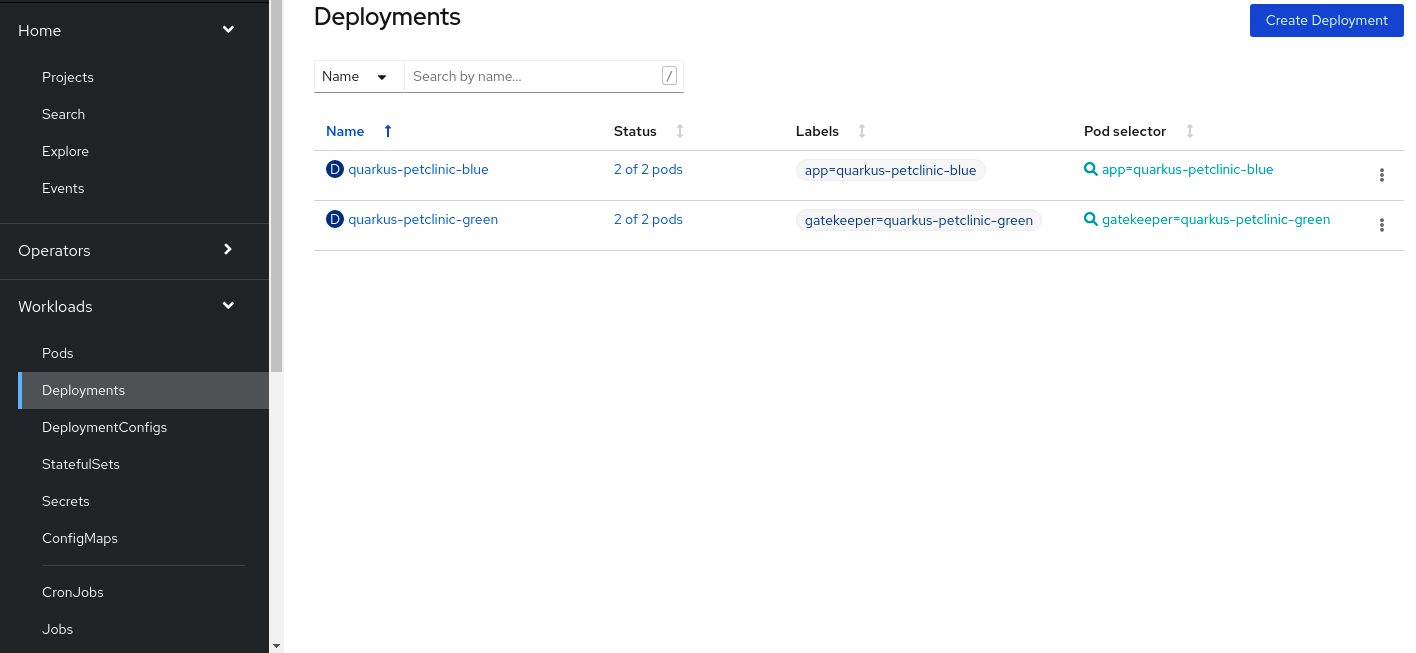 Home
Projects
Search
Explore
Events
Operators
Workloads
Pods
Deployments
DeploymentConfigs
StatefulSets
Secrets
ConfigMaps
CronJobs
Jobs
Deployments
Create Deployment
Name Search by name... /
Name Status Labels Pod selector
D quarkus-petclinic-blue 2 of 2 pods app=quarkus-petclinic-blue app=quarkus-petclinic-blue
D quarkus-petclinic-green 2 of 2 pods gatekeeper=quarkus-petclinic-green gatekeeper=quarkus-petclinic-green